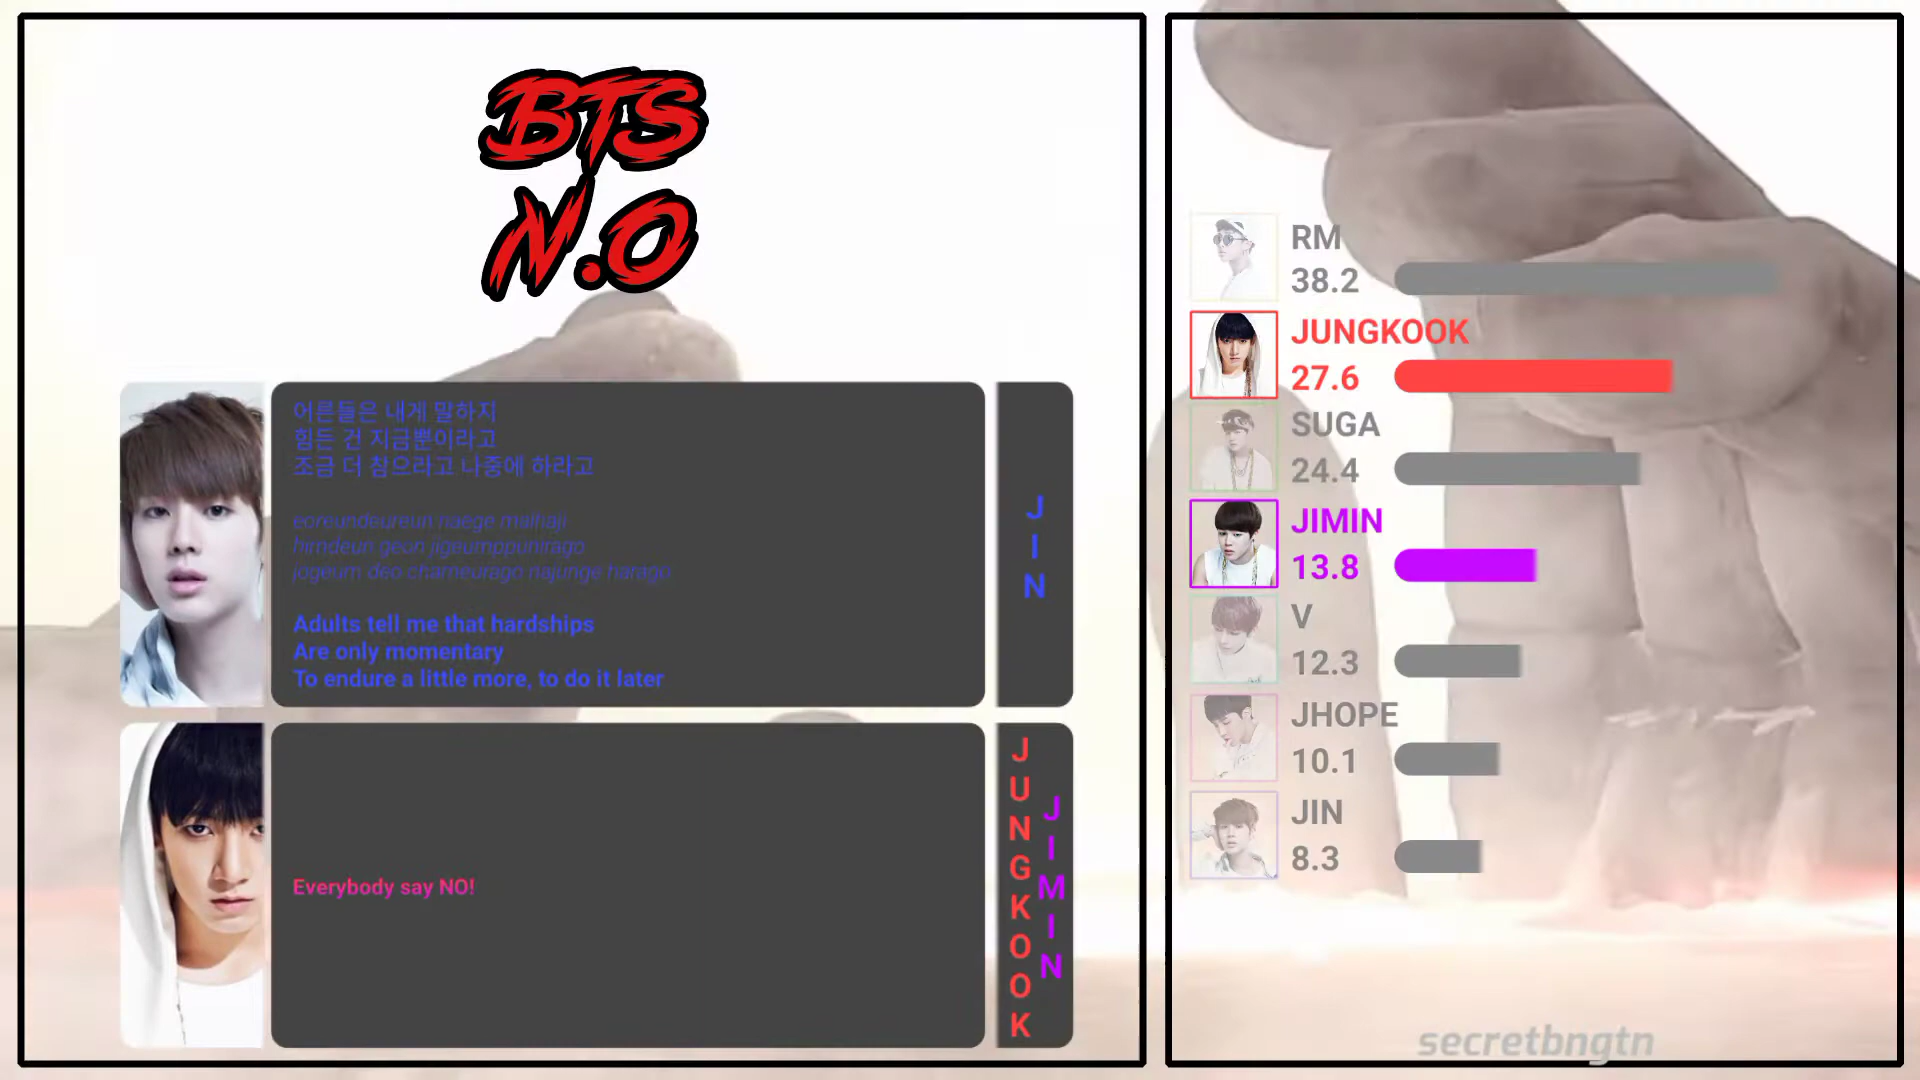 BTS
N.O
어른들은 내게 말하지
힘든 건 지금뿐이라고
조금 더 참으라고 나중에 하라고
eoreundeureun naege malhaji
himdeun geon jigeumppunirago
jogeum deo chameurago najunge harago
Adults tell me that hardships
Are only momentary
To endure a little more, to do it later
JIN
Everybody say NO!
JUNGKOOK
JIMIN
RM
38.2
JUNGKOOK
27.6
SUGA
24.4
JIMIN
13.8
V
12.3
JHOPE
10.1
JIN
8.3
secretbngtn